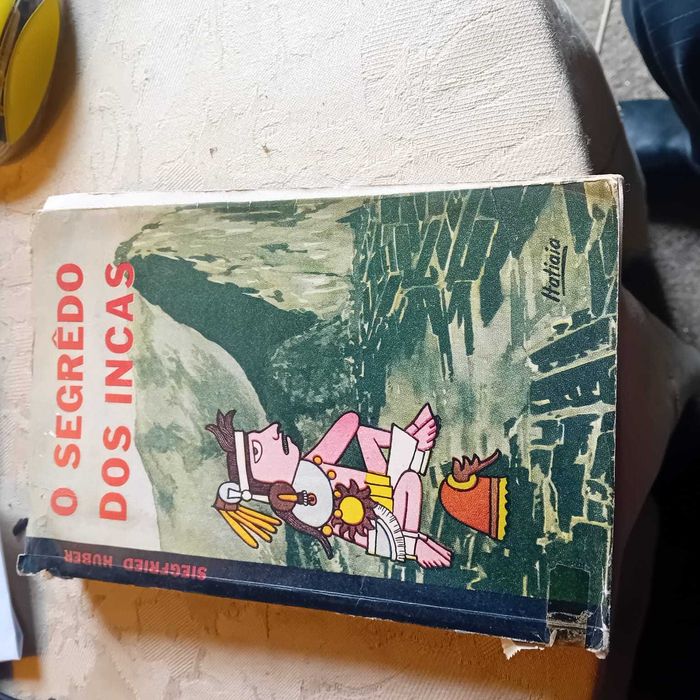 O SEGRÊDO
DOS INCAS
SIEGFRIED HUBER
Itatiaia